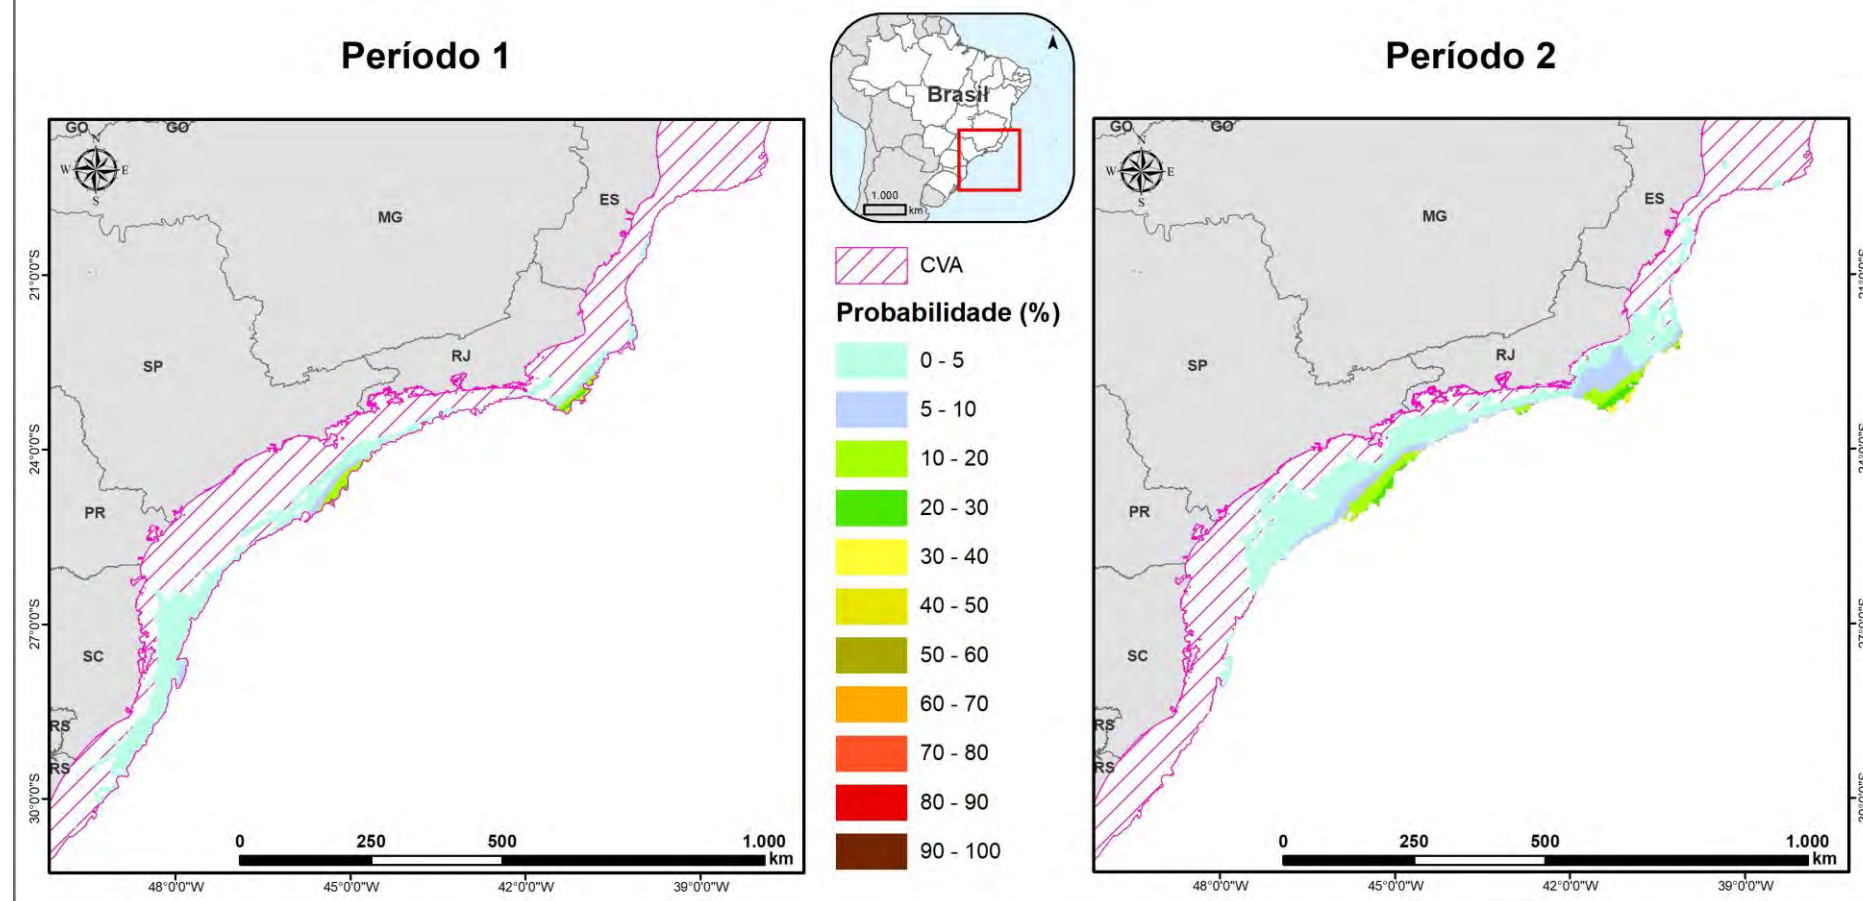 Período 1
Período 2
Brasil
1.000
km
GO
GO
N
W
E
S
MG
ES
SP
RJ
PR
SC
RS
RS
21°0'0"S
24°0'0"S
27°0'0"S
30°0'0"S
0
250
500
1.000
km
48°0'0"W
45°0'0"W
42°0'0"W
39°0'0"W
CVA
Probabilidade (%)
0 - 5
5 - 10
10 - 20
20 - 30
30 - 40
40 - 50
50 - 60
60 - 70
70 - 80
80 - 90
90 - 100
GO
GO
N
W
E
S
MG
ES
SP
RJ
PR
SC
RS
RS
27°0'0"S
0
250
500
1.000
km
48°0'0"W
45°0'0"W
42°0'0"W
39°0'0"W